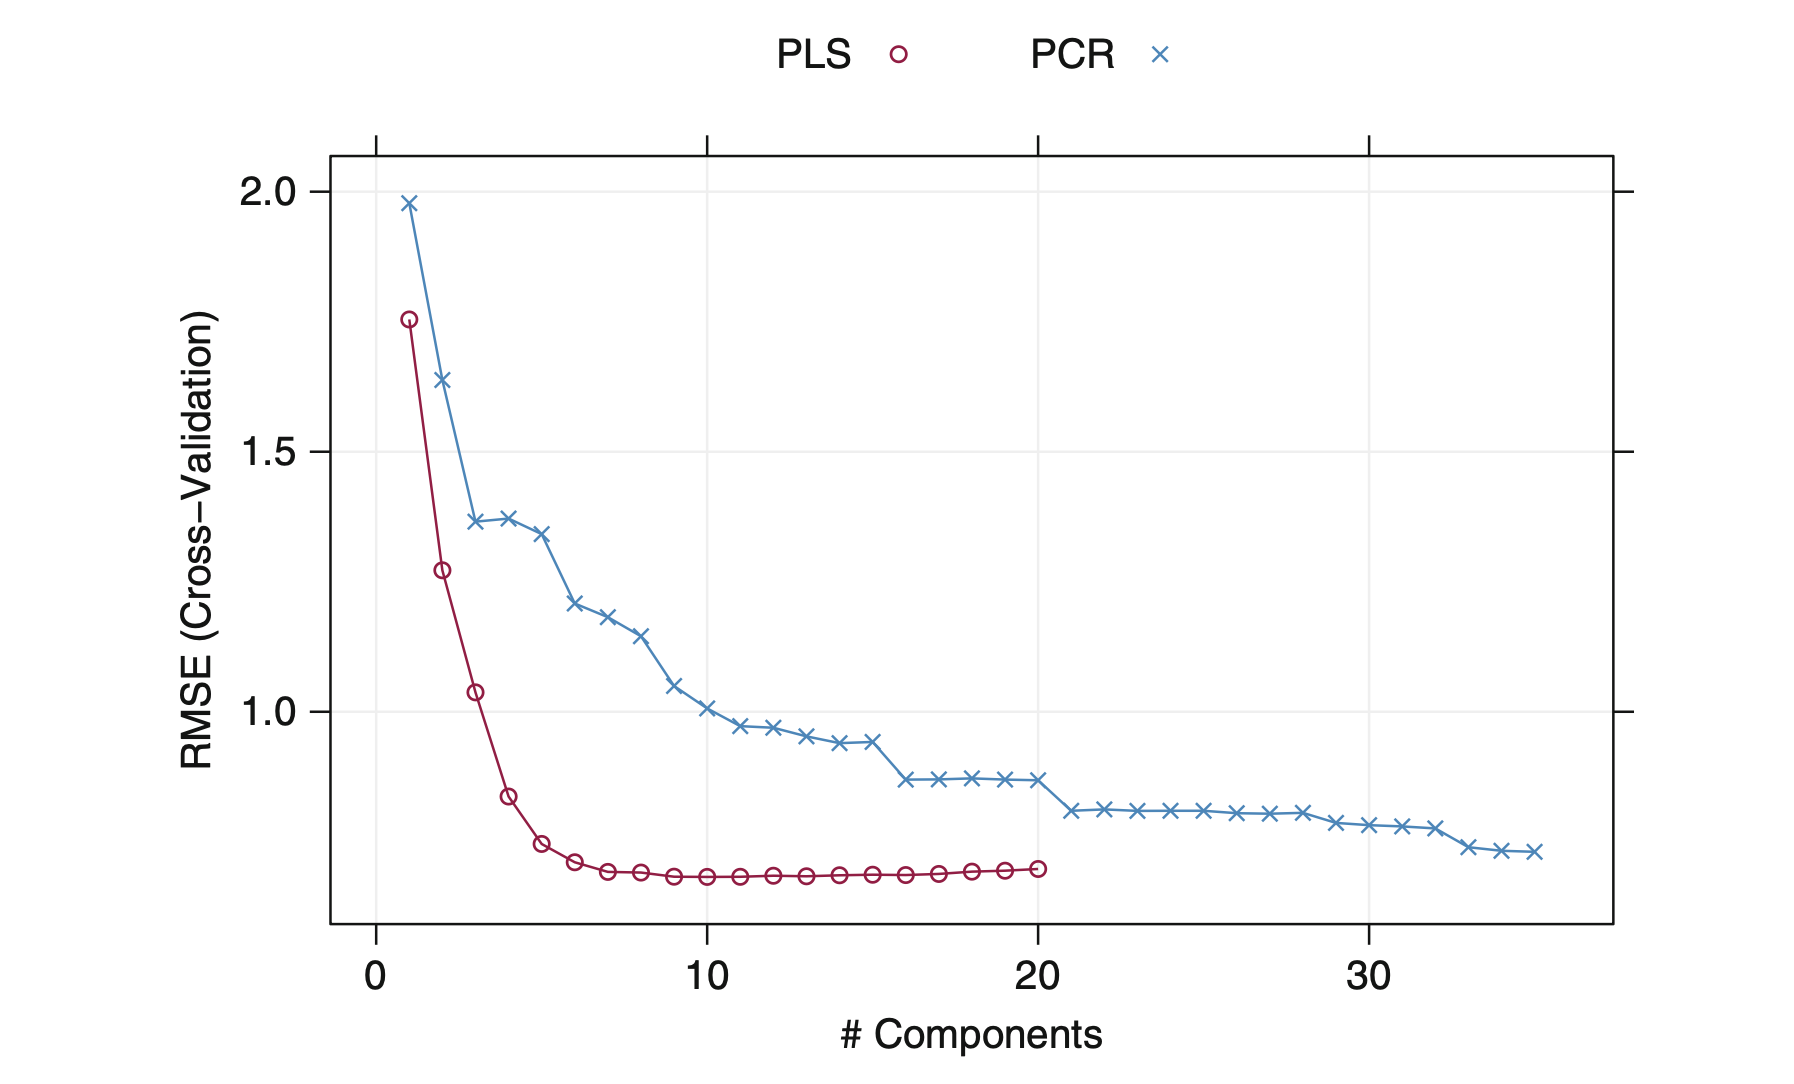 PLS PCR
2.0
1.5
1.0
RMSE (Cross−Validation)
0 10 20 30
# Components